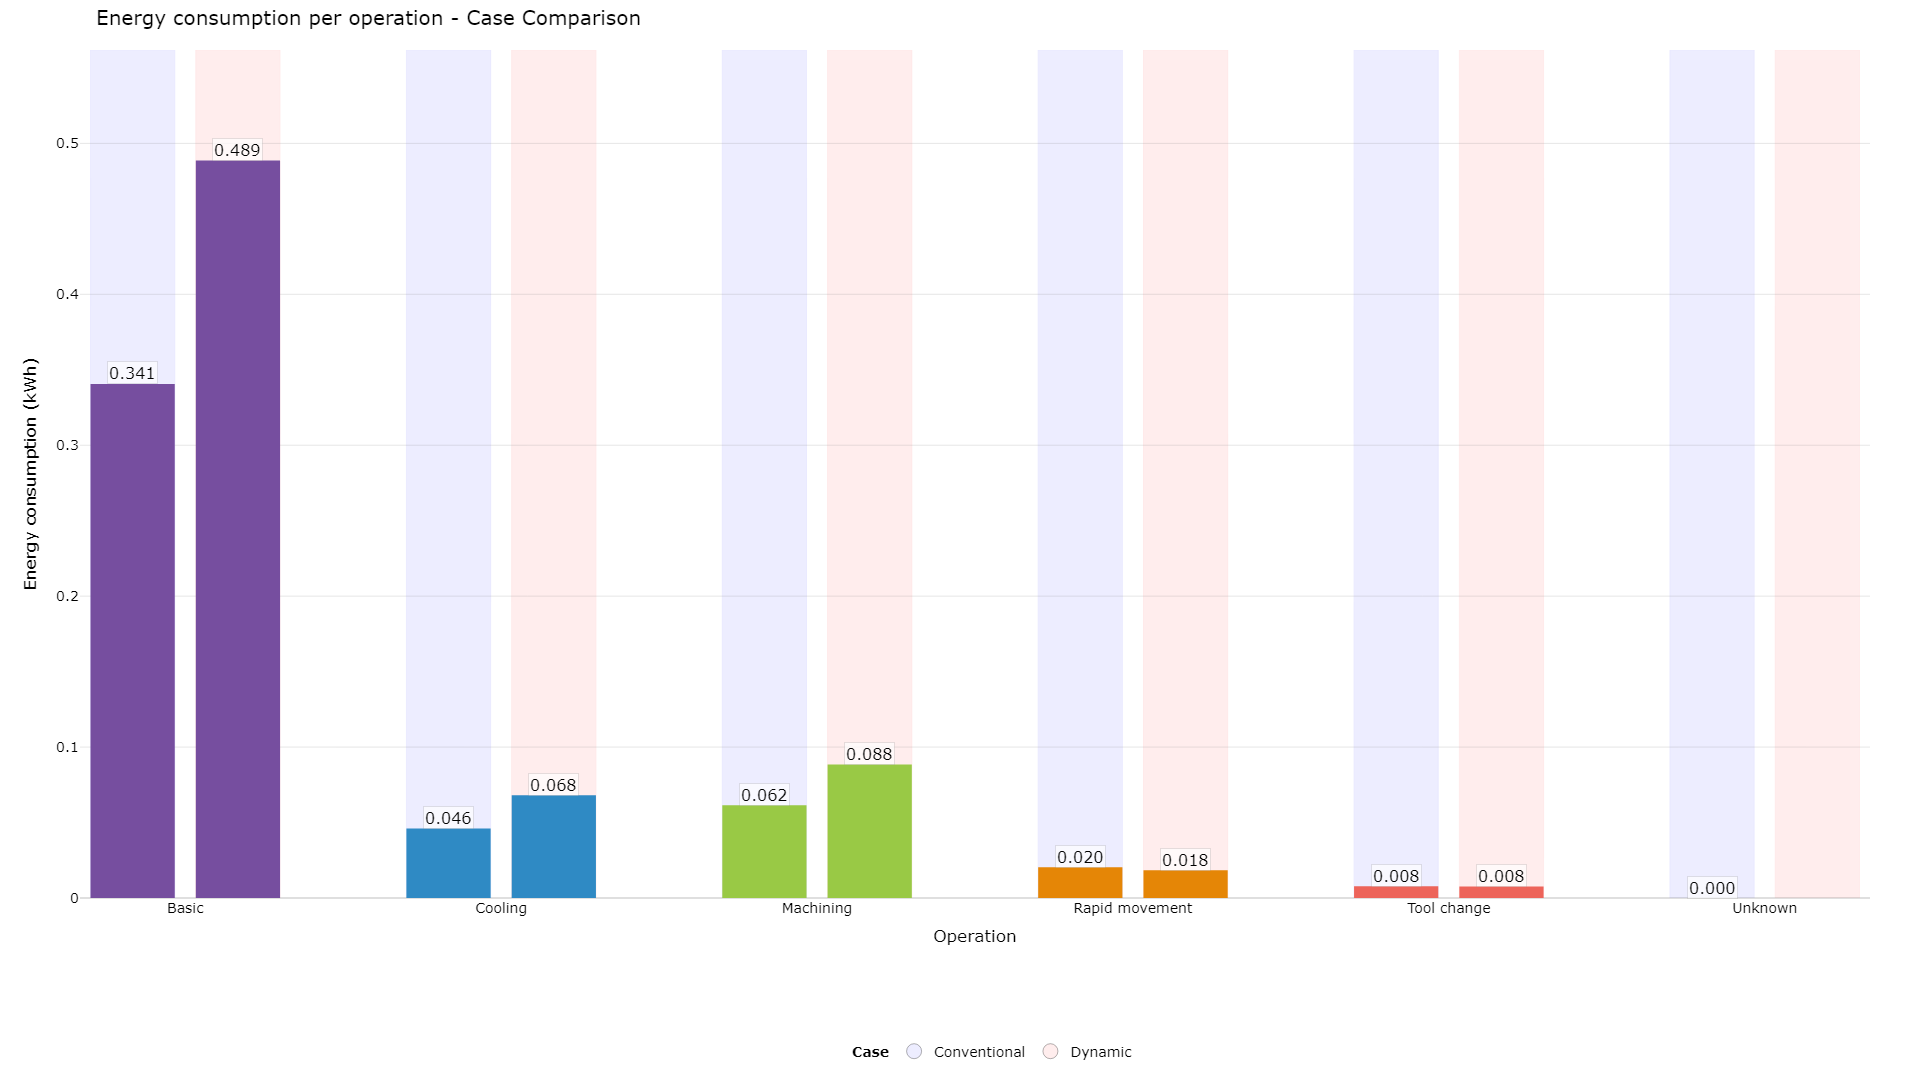 Energy consumption per operation - Case Comparison
Energy consumption (kWh)
0.5
0.4
0.3
0.2
0.1
0
0.341
0.489
0.046
0.068
0.062
0.088
0.020
0.018
0.008
0.008
0.000
Basic
Cooling
Machining
Rapid movement
Tool change
Unknown
Operation
Case Conventional Dynamic